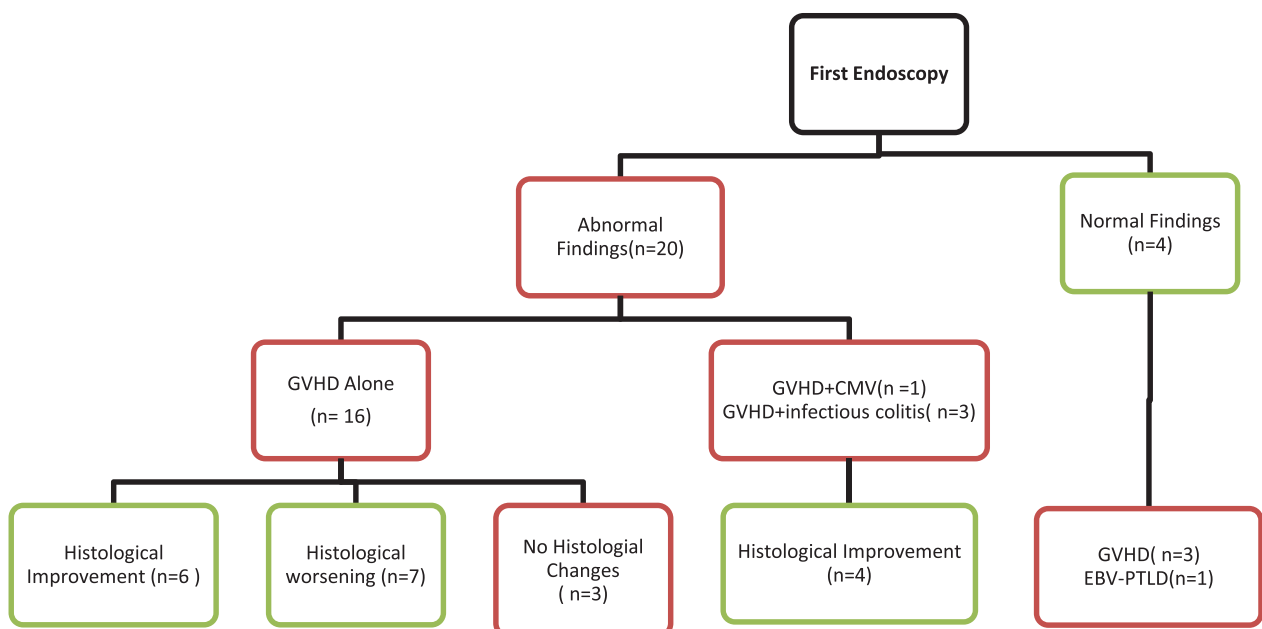 First Endoscopy
Abnormal
Findings(n=20)
Normal Findings
(n=4)
GVHD Alone
(n= 16)
GVHD+CMV(n =1)
GVHD+infectious colitis( n=3)
Histological
Improvement (n=6 )
Histological
worsening (n=7)
No Histologial
Changes
( n=3)
Histological Improvement
(n=4)
GVHD( n=3)
EBV-PTLD(n=1)